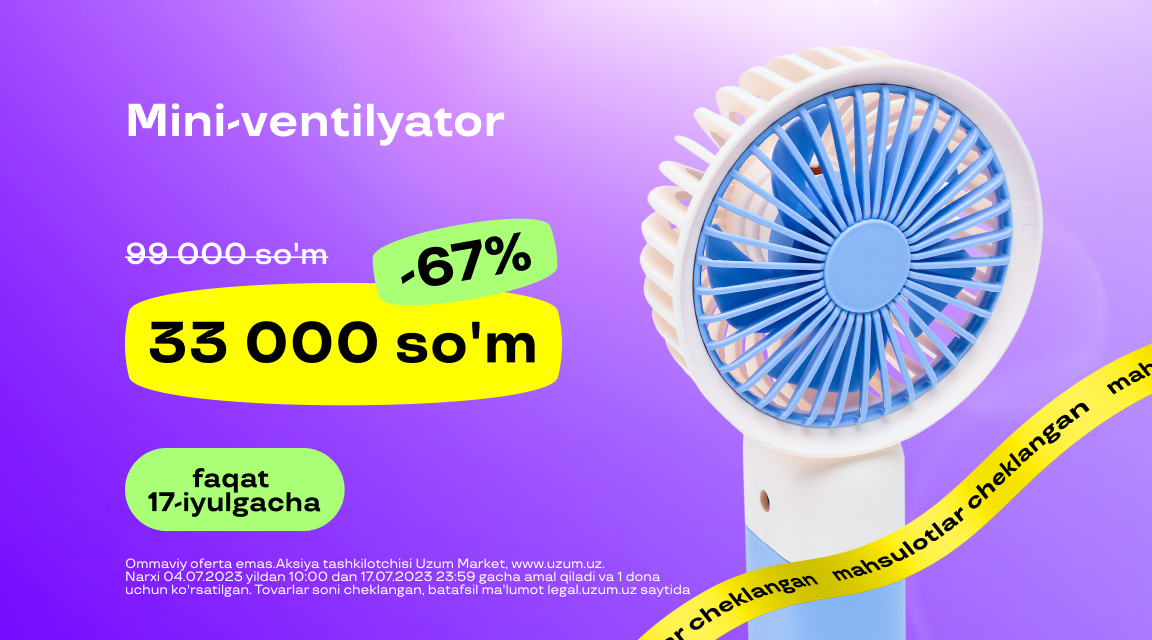 Mini-ventilyator
99 000 so'm
-67%
33 000 so'm
faqat
17-iyulgacha
Ommaviy oferta emas.Aksiya tashkilotchisi Uzum Market, www.uzum.uz.
Narxi 04.07.2023 yildan 10:00 dan 17.07.2023 23:59 gacha amal qiladi va 1 dona
uchun ko'rsatilgan. Tovarlar soni cheklangan, batafsil ma'lumot legal.uzum.uz saytida
ar cheklangan mahsulotlar cheklangan mahs